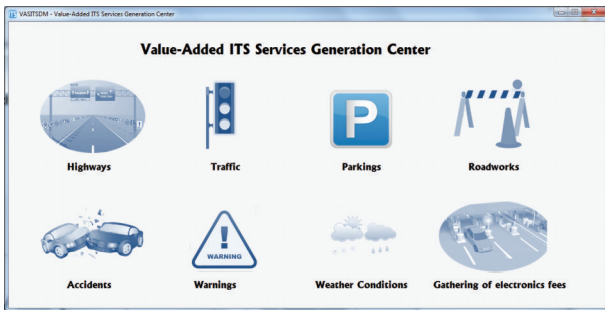 VASITSDM - Value-Added ITS Services Generation Center
Value-Added ITS Services Generation Center
P
Highways
Traffic
Parkings
Roadworks
WARNING
Accidents
Warnings
Weather Conditions
Gathering of electronics fees